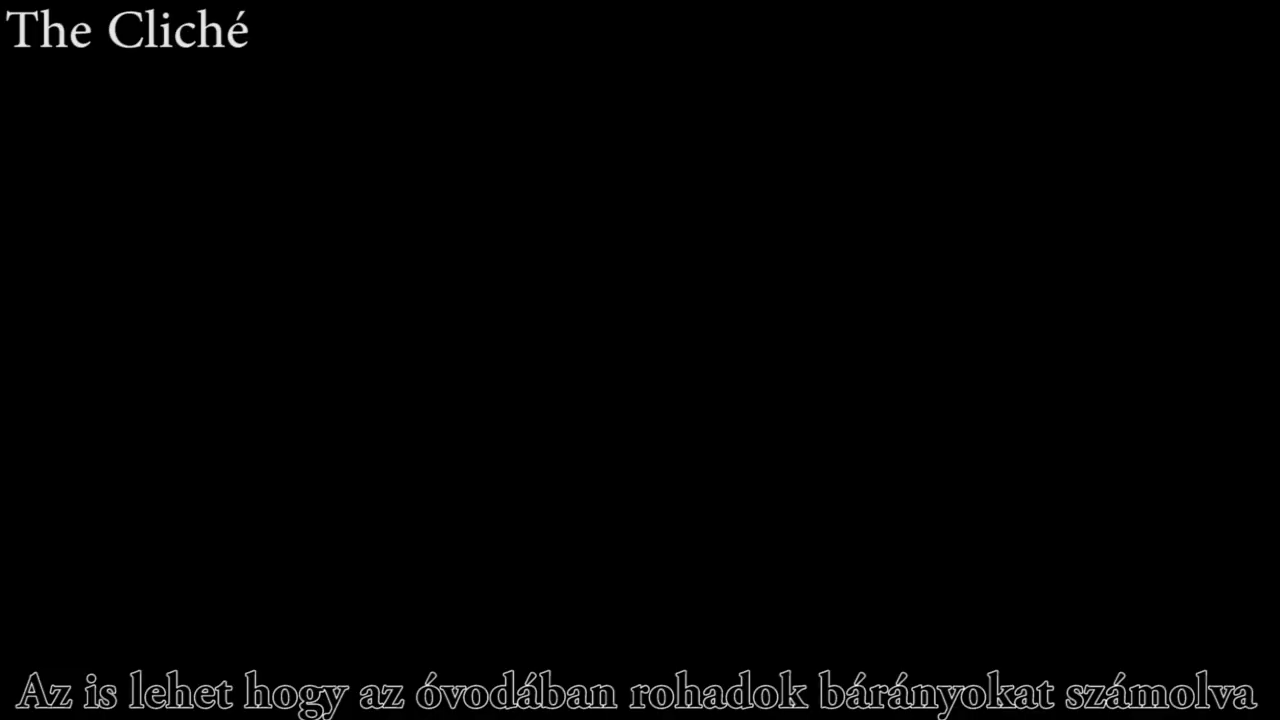 The Cliché
Az is lehet hogy az óvodában rohadok bárányokat számolva